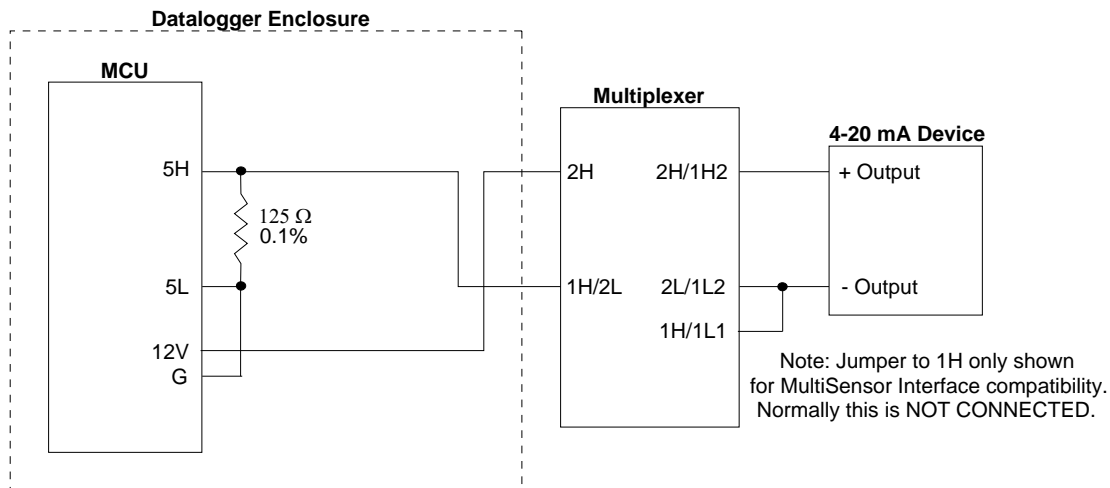 Datalogger Enclosure
MCU
Multiplexer
4-20 mA Device
5H
2H
2H/1H2
+ Output
125 Ω
0.1%
5L
1H/2L
2L/1L2
- Output
1H/1L1
12V
G
Note: Jumper to 1H only shown
for MultiSensor Interface compatibility.
Normally this is NOT CONNECTED.